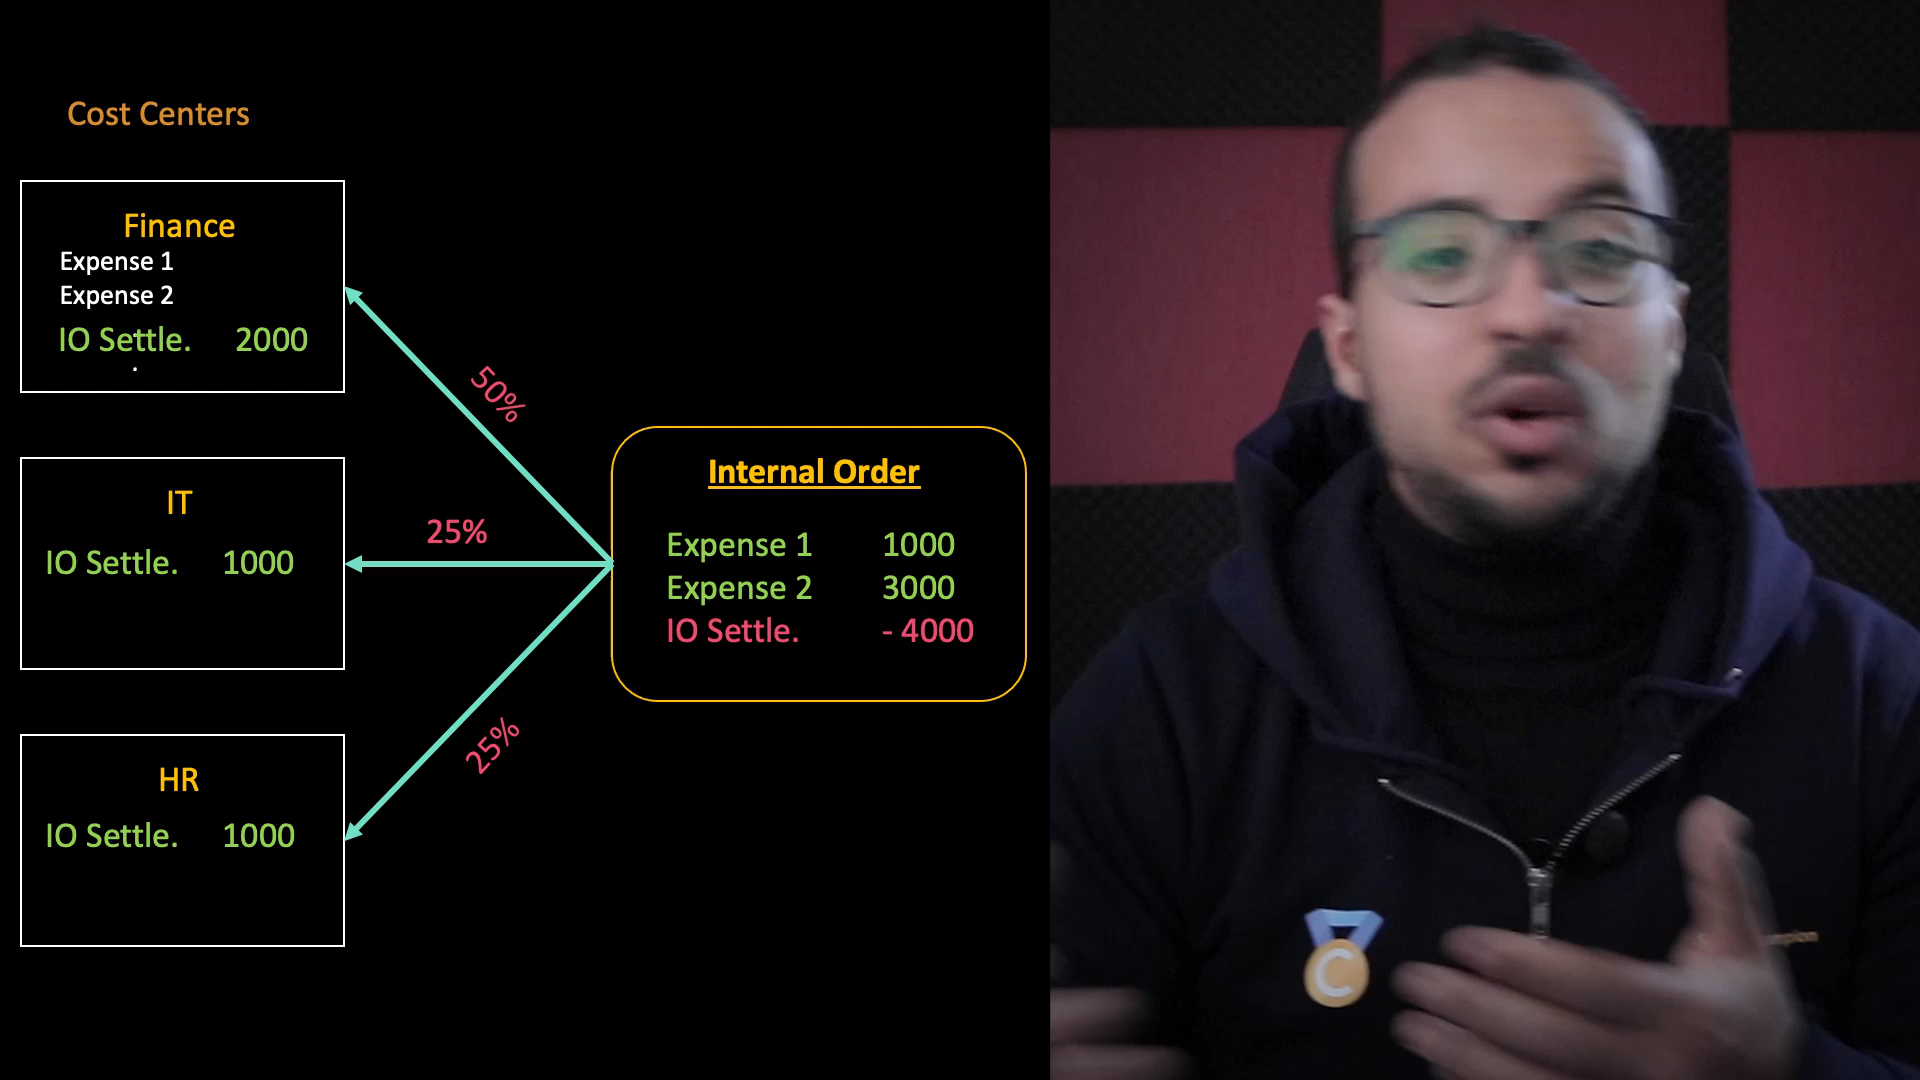 Cost Centers
Finance
Expense 1
Expense 2
IO Settle. 2000
.
50%
IT
IO Settle. 1000
25%
HR
IO Settle. 1000
25%
Internal Order
Expense 1 1000
Expense 2 3000
IO Settle. - 4000
C